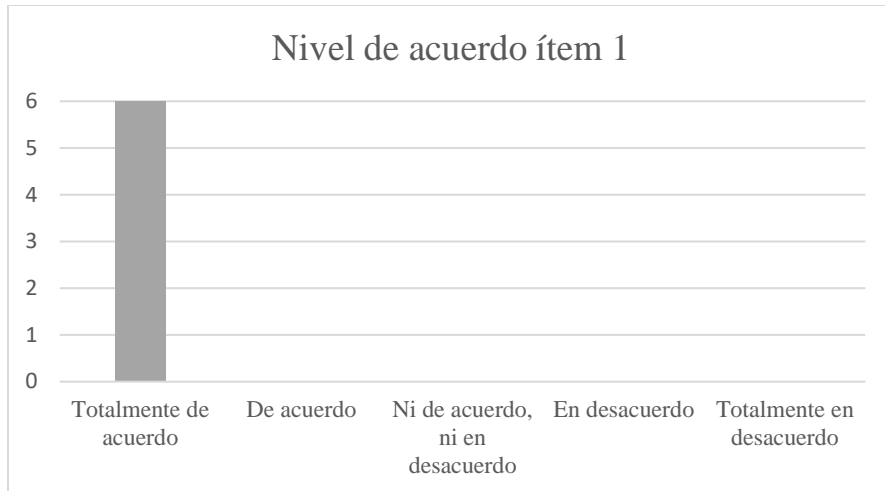 Nivel de acuerdo ítem 1
6
5
4
3
2
1
0
Totalmente de
acuerdo
De acuerdo
Ni de acuerdo,
ni en
desacuerdo
En desacuerdo
Totalmente en
desacuerdo